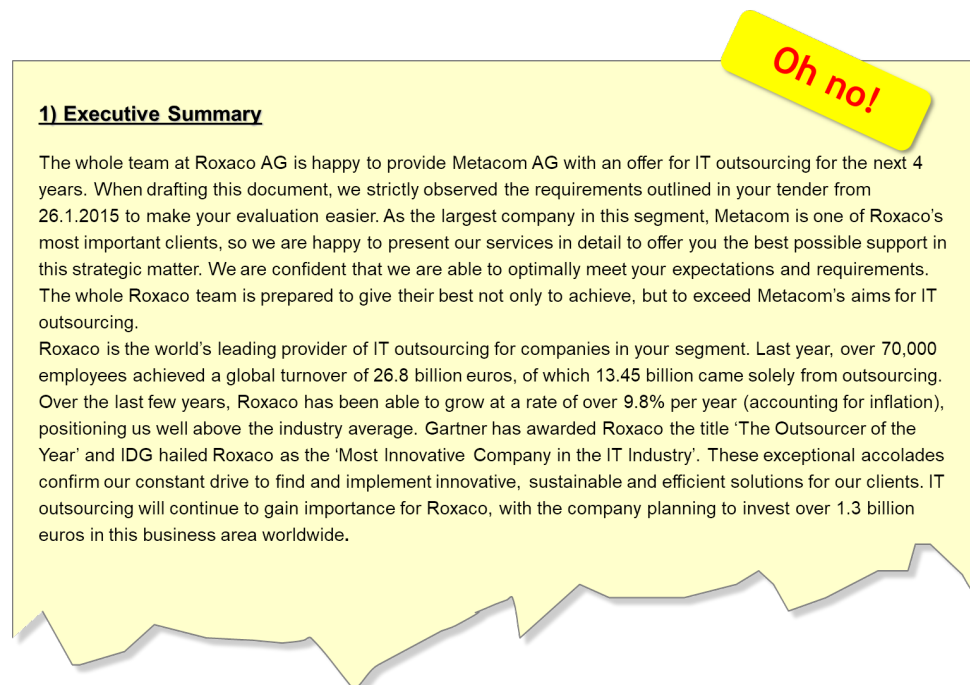 Oh no!
1) Executive Summary
The whole team at Roxaco AG is happy to provide Metacom AG with an offer for IT outsourcing for the next 4
years. When drafting this document, we strictly observed the requirements outlined in your tender from
26.1.2015 to make your evaluation easier. As the largest company in this segment, Metacom is one of Roxaco’s
most important clients, so we are happy to present our services in detail to offer you the best possible support in
this strategic matter. We are confident that we are able to optimally meet your expectations and requirements.
The whole Roxaco team is prepared to give their best not only to achieve, but to exceed Metacom’s aims for IT
outsourcing.
Roxaco is the world’s leading provider of IT outsourcing for companies in your segment. Last year, over 70,000
employees achieved a global turnover of 26.8 billion euros, of which 13.45 billion came solely from outsourcing.
Over the last few years, Roxaco has been able to grow at a rate of over 9.8% per year (accounting for inflation),
positioning us well above the industry average. Gartner has awarded Roxaco the title ‘The Outsourcer of the
Year’ and IDG hailed Roxaco as the ‘Most Innovative Company in the IT Industry’. These exceptional accolades
confirm our constant drive to find and implement innovative, sustainable and efficient solutions for our clients. IT
outsourcing will continue to gain importance for Roxaco, with the company planning to invest over 1.3 billion
euros in this business area worldwide.